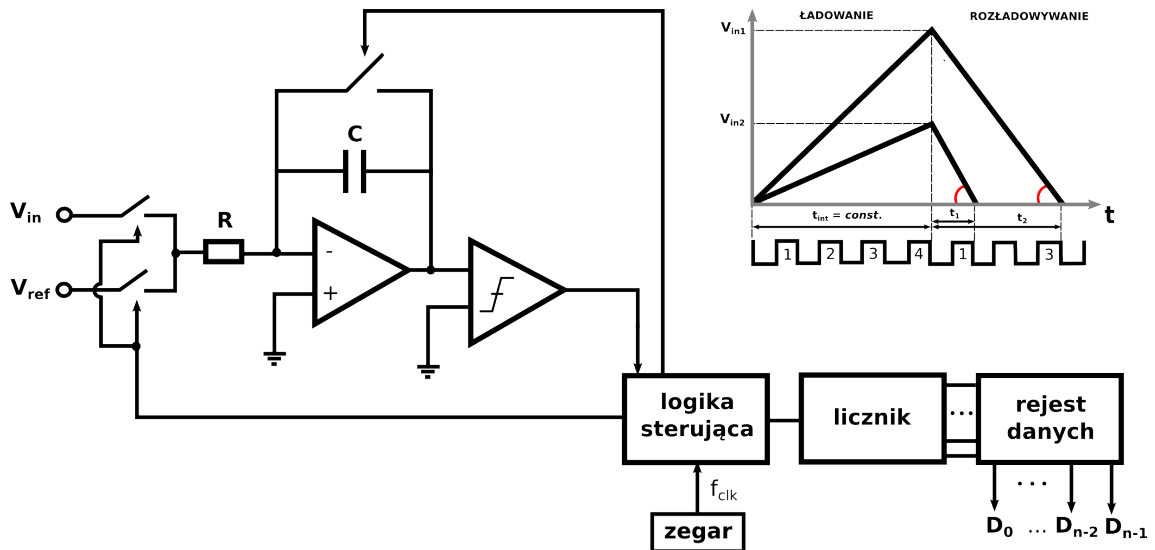 ŁADOWANIE ROZŁADOWYWANIE
Vin1
Vin2
tint = const. t1 t2 t
1 2 3 4 1 3
C
Vin
R
Vref
-
+
logika
sterująca
licznik
...
rejest
danych
fclk
zegar
...
D0 ... Dn-2 Dn-1